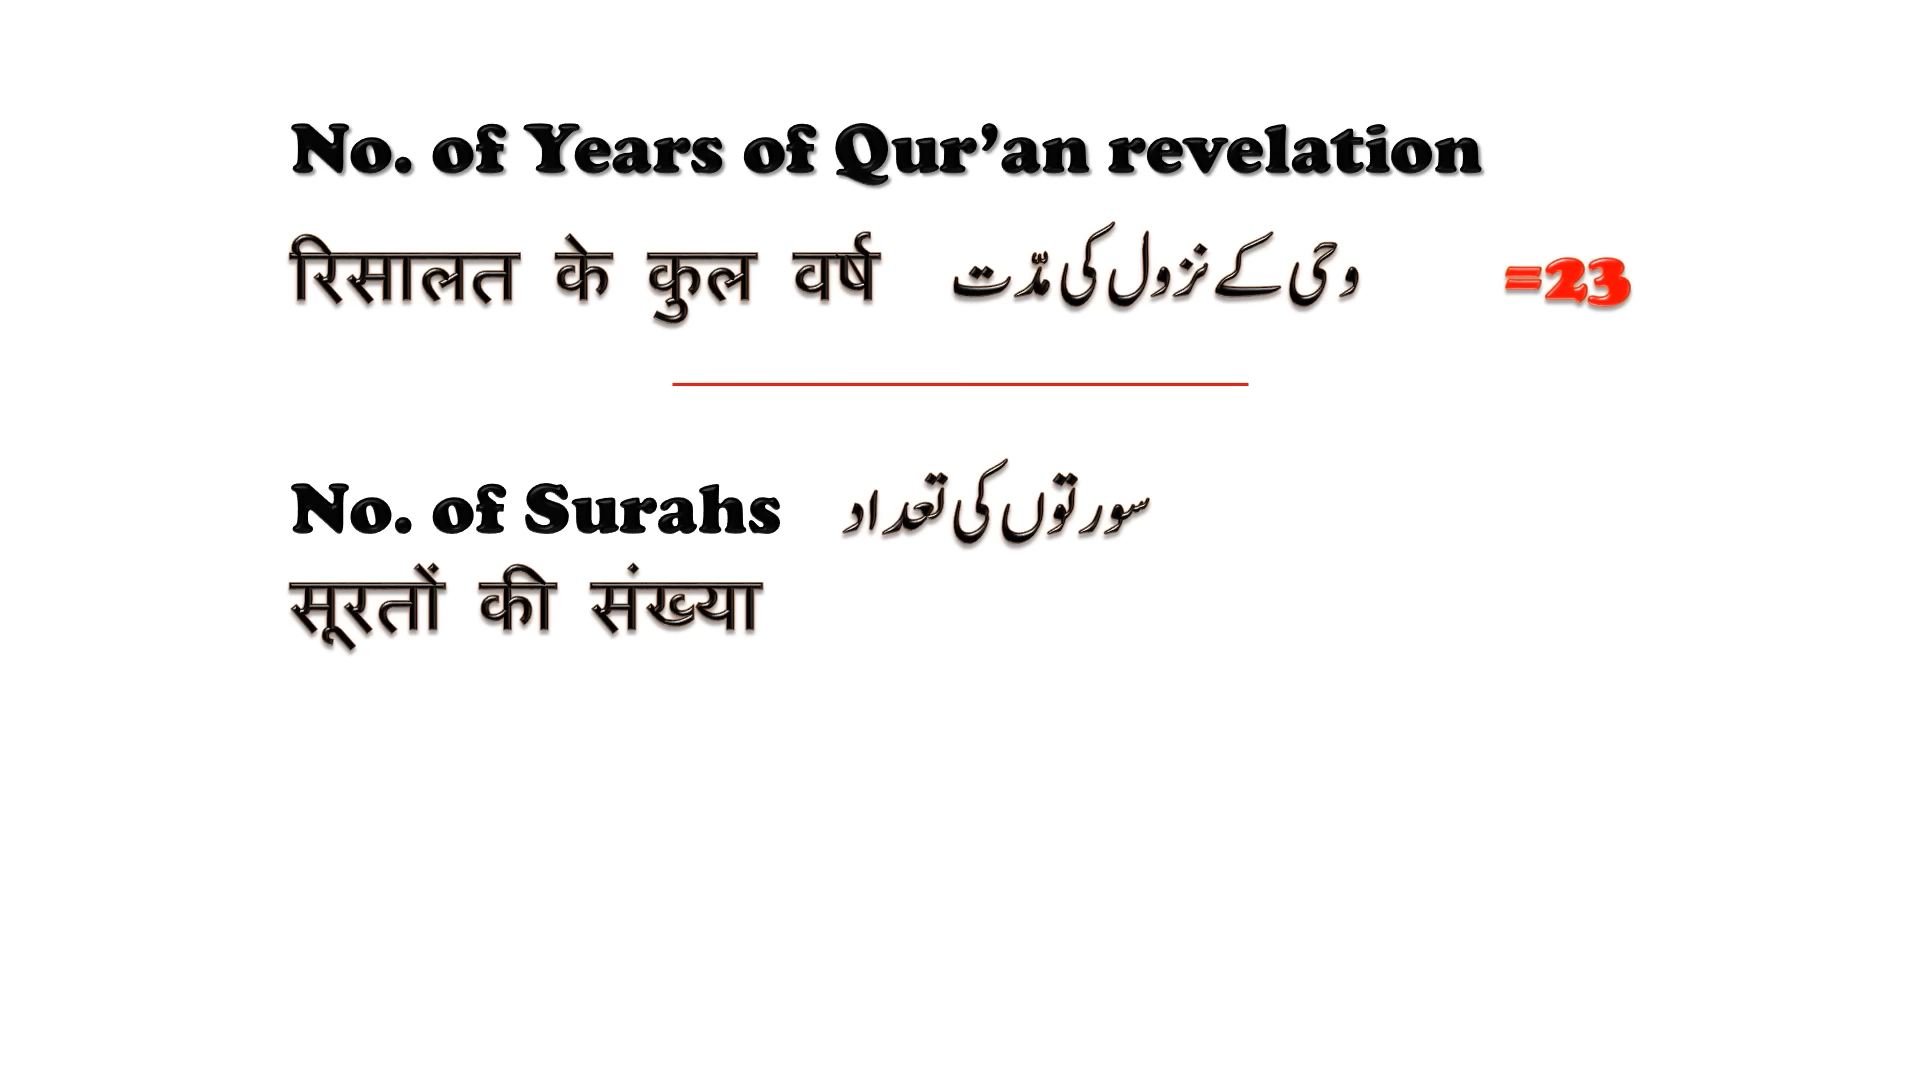 No. of Years of Qur’an revelation
रिसालत के कुल वर्ष وحی کے نزول کی مدّت =23
No. of Surahs سورتوں کی تعداد
सूरतों की संख्या